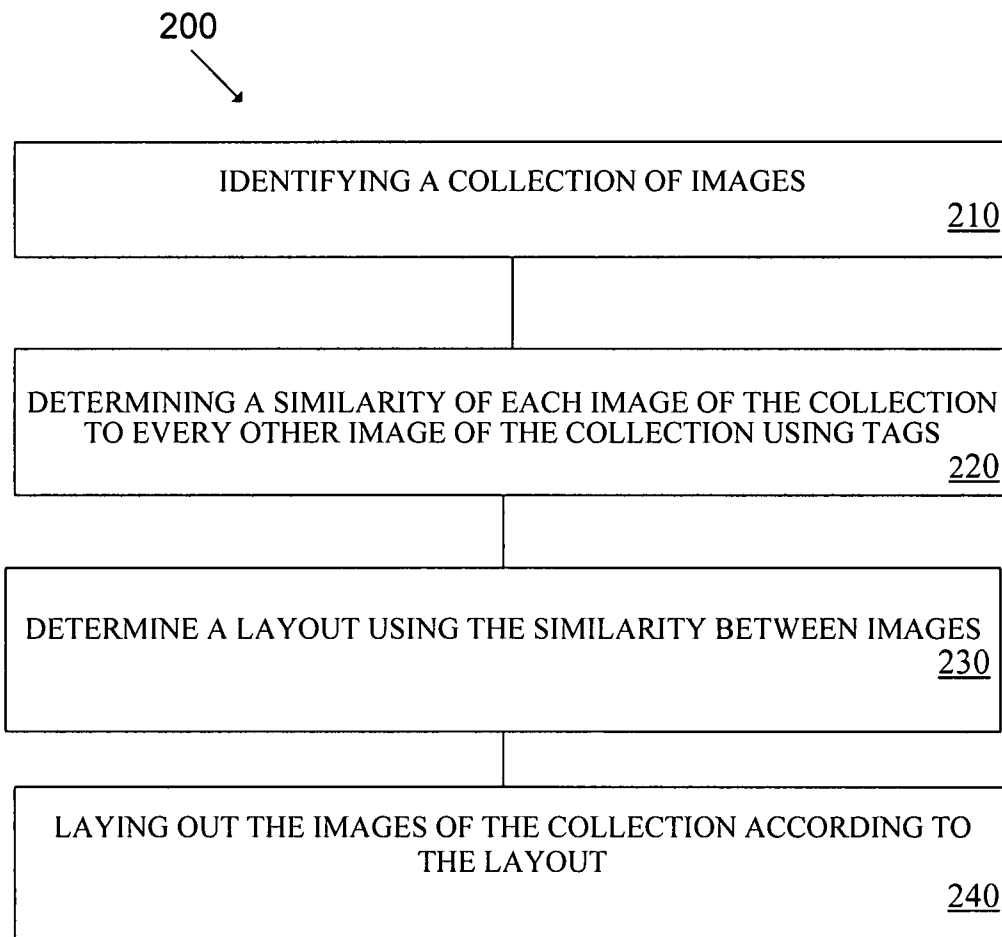 200
IDENTIFYING A COLLECTION OF IMAGES
210
DETERMINING A SIMILARITY OF EACH IMAGE OF THE COLLECTION
TO EVERY OTHER IMAGE OF THE COLLECTION USING TAGS
220
DETERMINE A LAYOUT USING THE SIMILARITY BETWEEN IMAGES
230
LAYING OUT THE IMAGES OF THE COLLECTION ACCORDING TO
THE LAYOUT
240